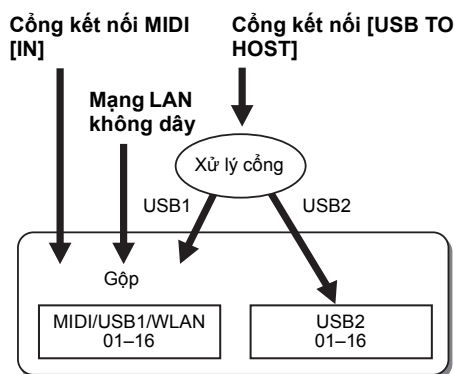 Cổng kết nối MIDI
[IN]
Cổng kết nối [USB TO
HOST]
Mạng LAN
không dây
Xử lý cổng
USB1
USB2
Gộp
MIDI/USB1/WLAN
01–16
USB2
01–16